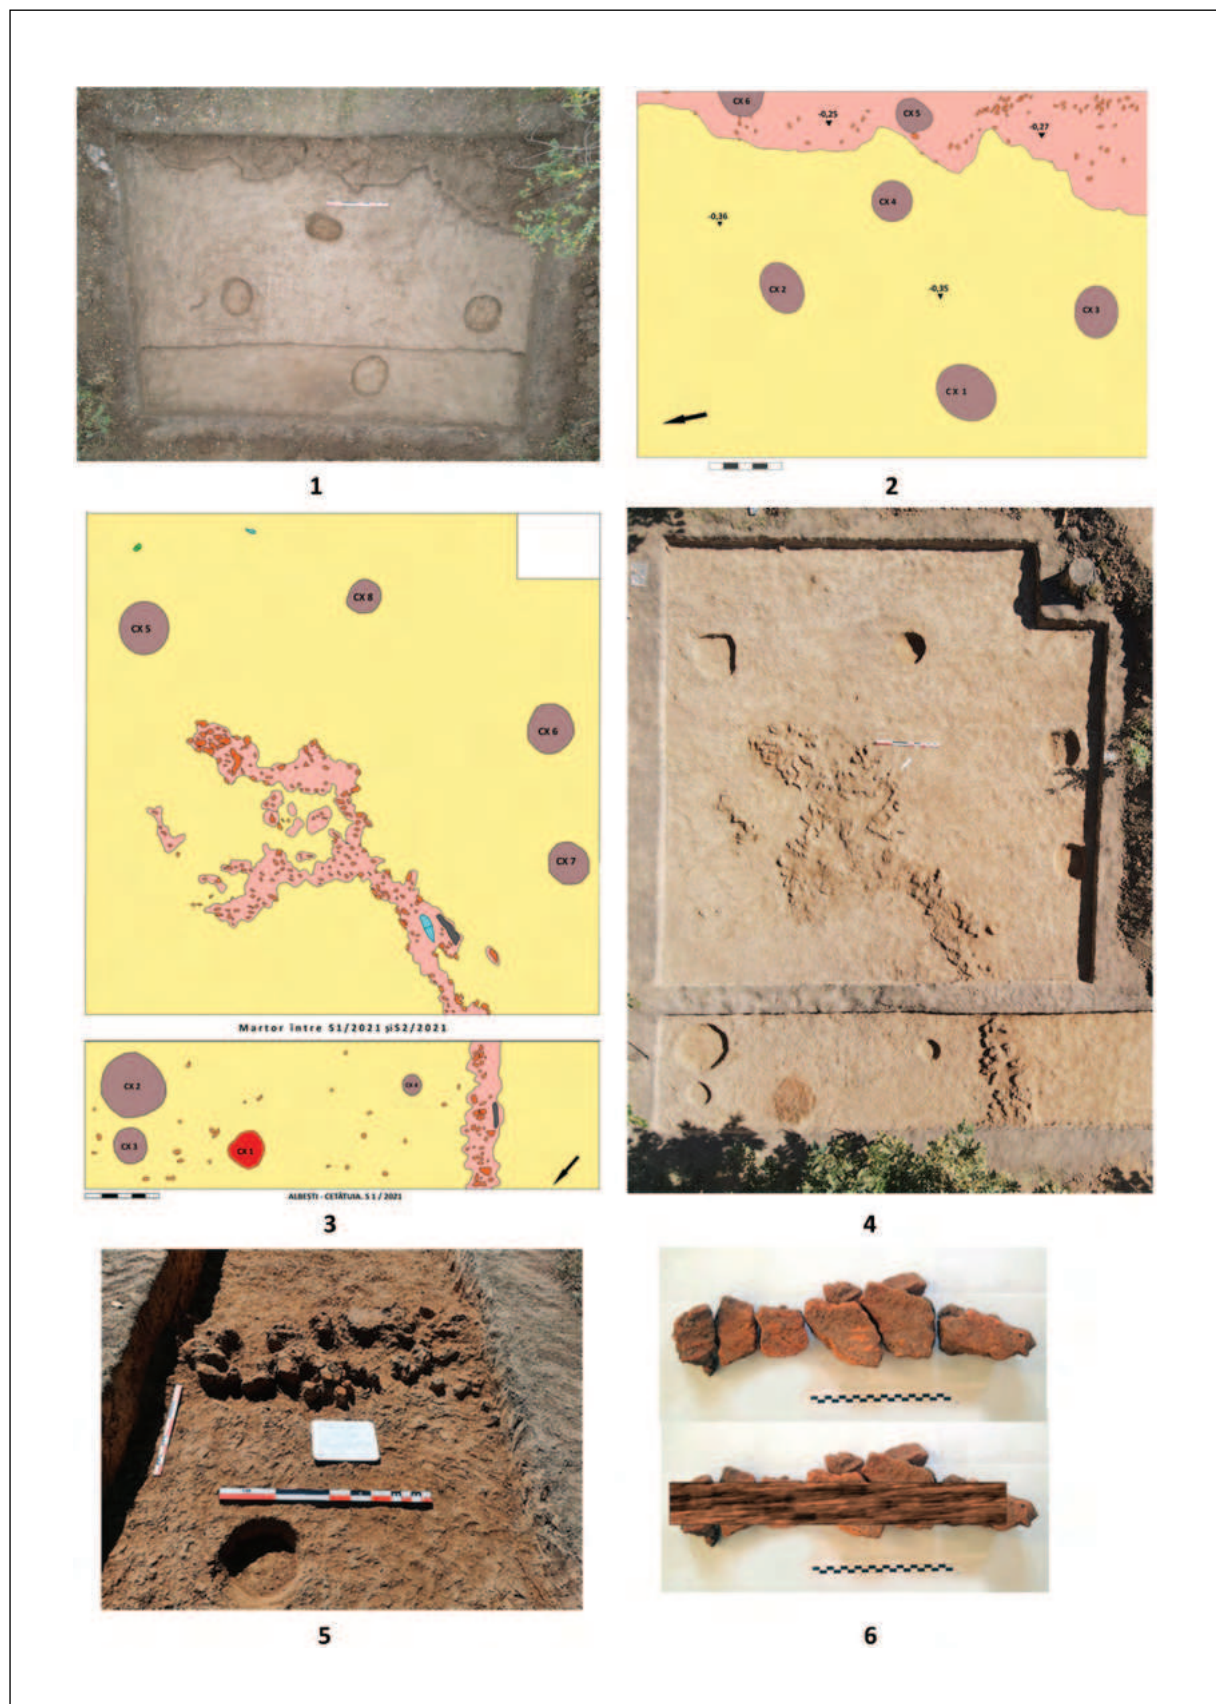 CX 6
-0,25
CX 5
-0,27
CX 4
-0,36
CX 2
-0,35
CX 3
CX 1
1
2
CX 8
CX 5
CX 6
CX 7
Martor între S1/2021 și S2/2021
CX 2
CX 4
CX 3
CX 1
ALBEȘTI - CETĂȚUIA. S 1 / 2021
3
4
5
6